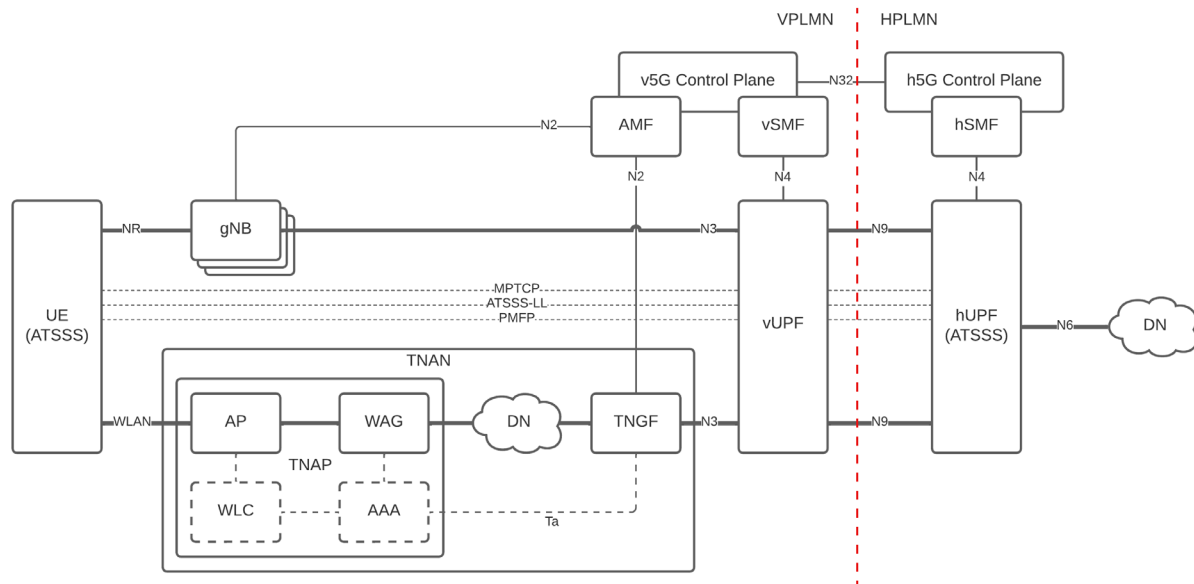 VPLMN HPLMN
v5G Control Plane N32 h5G Control Plane
N2 AMF vSMF hSMF
N2 N4 N4
NR gNB N3 N9
MPTCP
ATSSS-LL
PMFP
UE
(ATSSS)
vUPF
hUPF
(ATSSS)
N6 DN
TNAN
WLAN AP WAG DN TNGF N3 N9
TNAP
WLC AAA
Ta